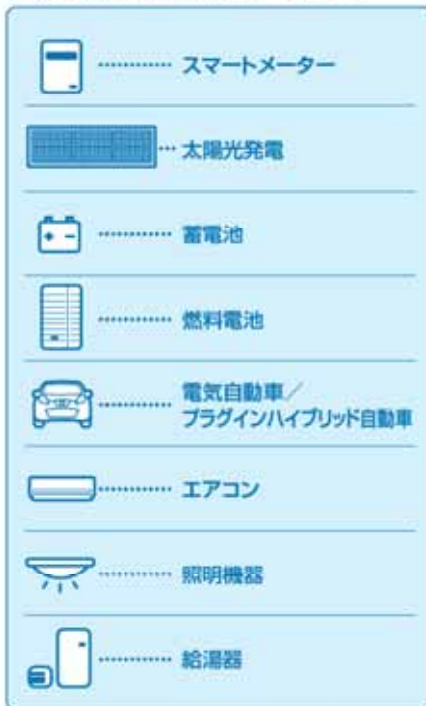 スマートメーター
太陽光発電
蓄電池
燃料電池
電気自動車／
プラグインハイブリッド自動車
エアコン
照明機器
給湯器